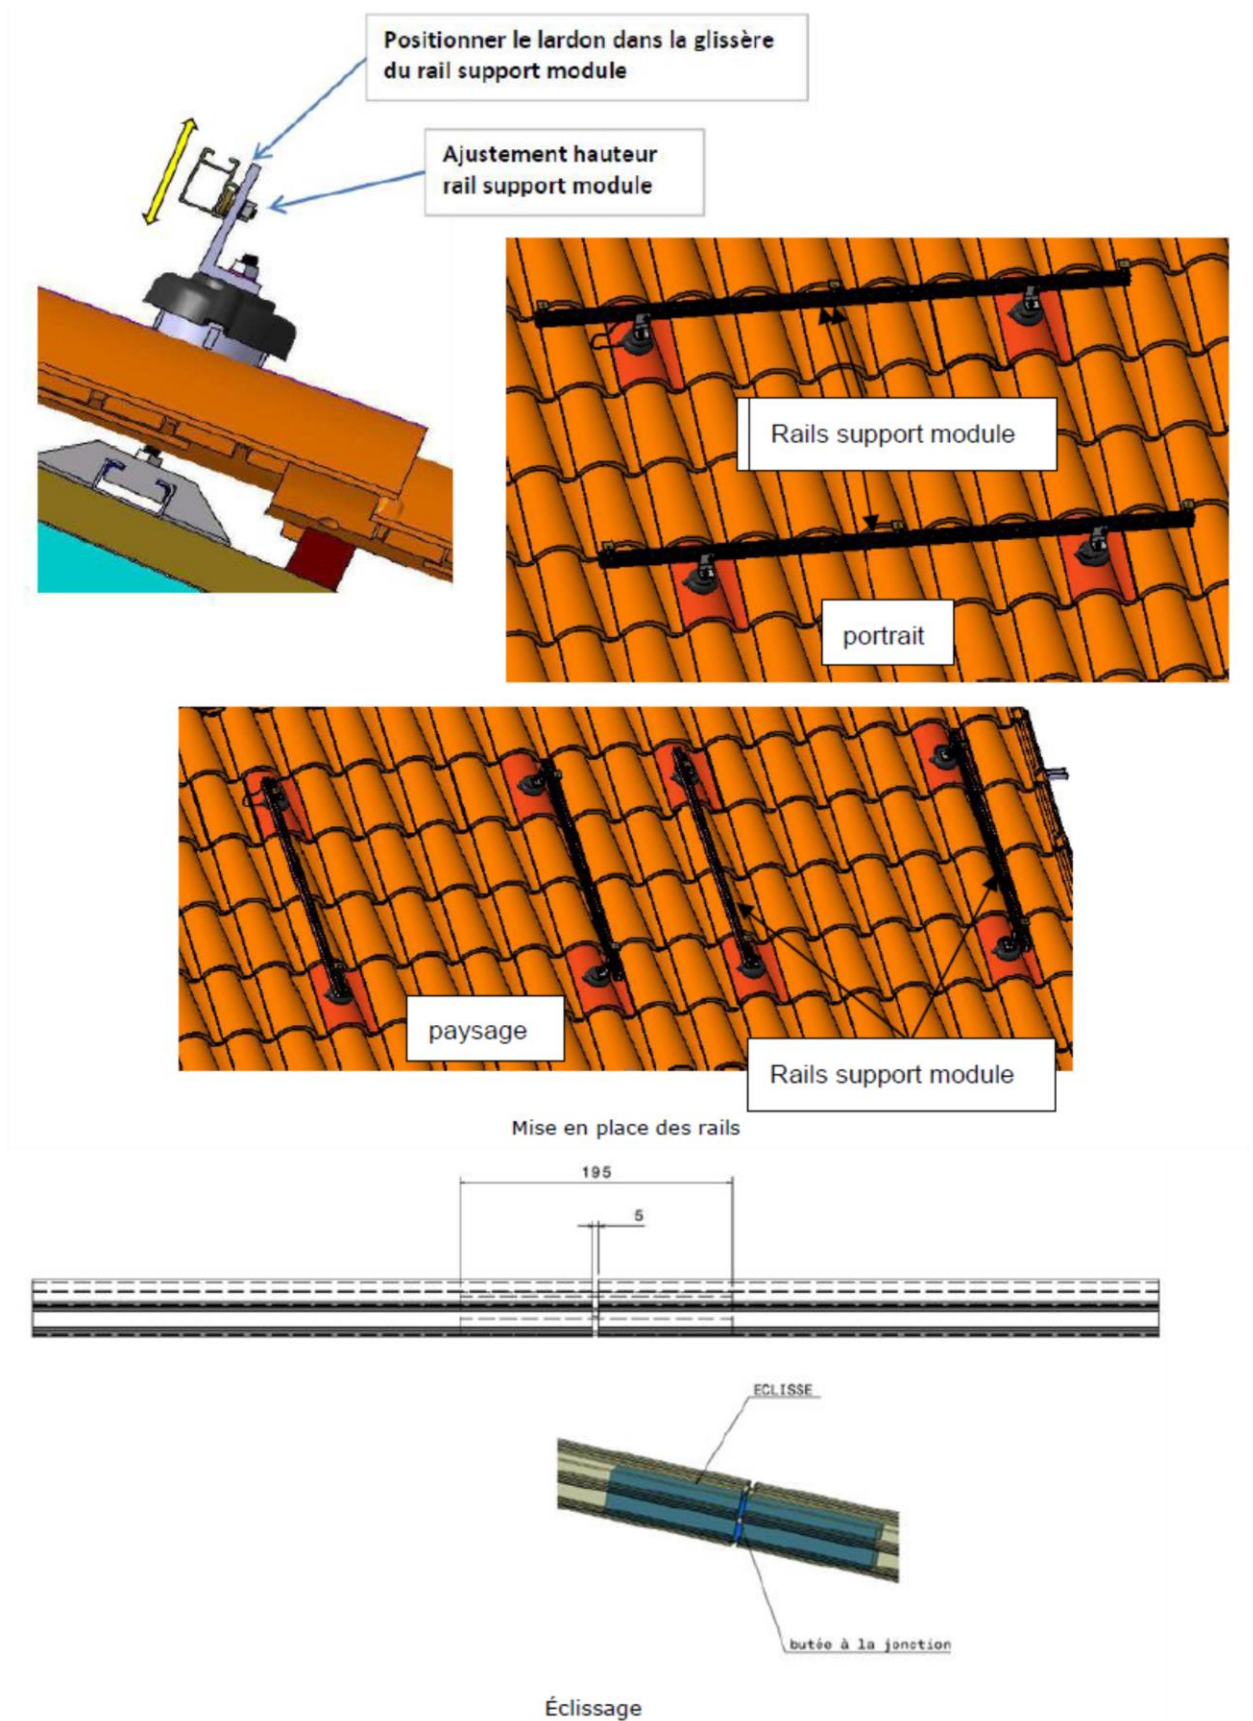 Positionner le lardon dans la glissère
du rail support module
Ajustement hauteur
rail support module
Rails support module
portrait
paysage
Rails support module
Mise en place des rails
195
5
ECLISSE
butée à la jonction
Éclissage